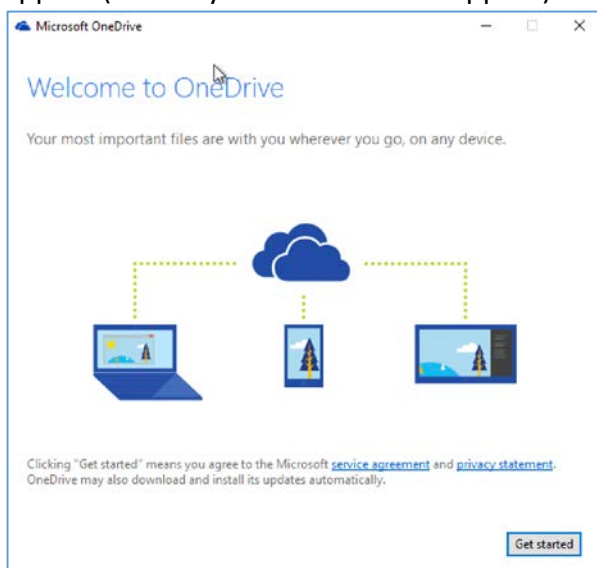 Microsoft OneDrive
Welcome to OneDrive
Your most important files are with you wherever you go, on any device.
Clicking "Get started" means you agree to the Microsoft service agreement and privacy statement.
OneDrive may also download and install its updates automatically.
Get started